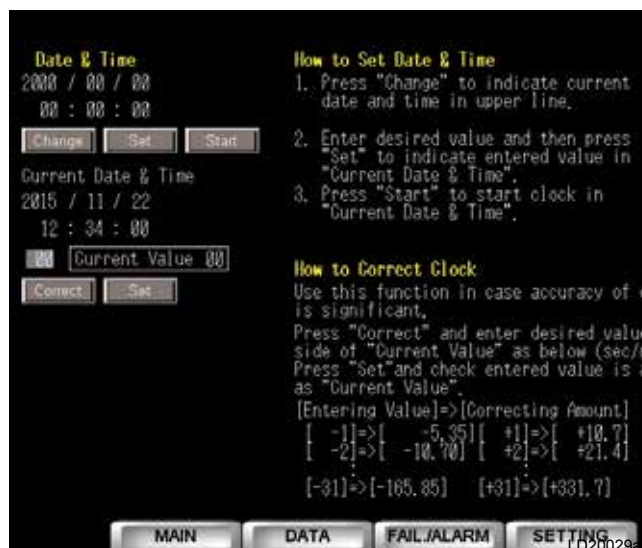 Date & Time
2000 / 00 / 00
00 : 00 : 00
Change Set Start
Current Date & Time
2015 / 11 / 22
12 : 34 : 00
00 Current Value 00
Correct Set
How to Set Date & Time
1. Press "Change" to indicate current
date and time in upper line.
2. Enter desired value and then press
"Set" to indicate entered value in
"Current Date & Time".
3. Press "Start" to start clock in
"Current Date & Time".
How to Correct Clock
Use this function in case accuracy of
is significant.
Press "Correct" and enter desired valu
side of "Current Value" as below (sec/
Press "Set"and check entered value is
as "Current Value".
[Entering Value]=>[Correcting Amount]
[ -1]=>[ -5.35][ +1]=>[ +10.7]
[ -2]=>[ -10.70] [ +2]=>[ +21.4]
: :
[-31]=>[-165.85] [+31]=>[+331.7]
MAIN DATA FAIL./ALARM SETTING